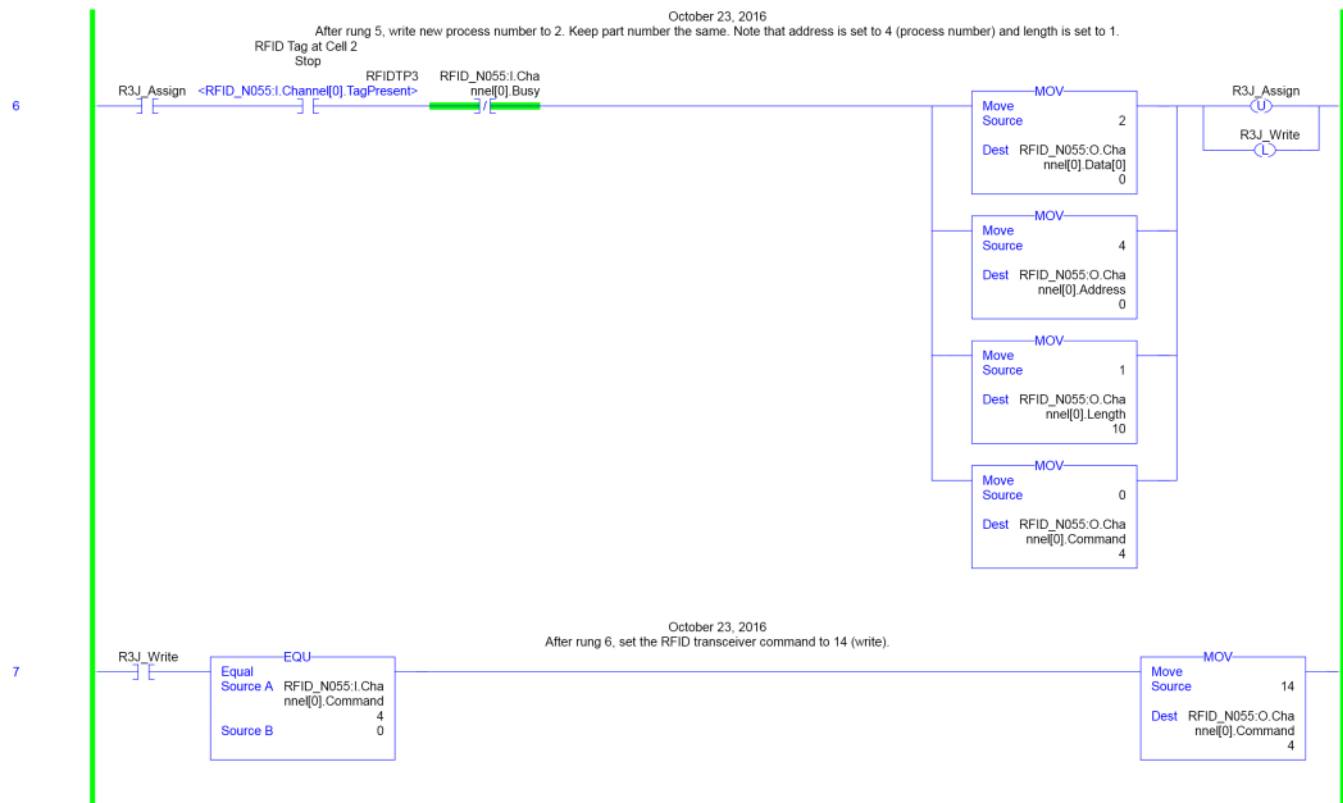 October 23, 2016
After rung 5, write new process number to 2. Keep part number the same. Note that address is set to 4 (process number) and length is set to 1.
RFID Tag at Cell 2
Stop
RFIDTP3
R3J_Assign
<RFID_N055:I.Channel[0].TagPresent>
RFID_N055:I.Cha
nnel[0].Busy
6
MOV
Move
Source 2
Dest RFID_N055:O.Cha
nnel[0].Data[0]
0
R3J_Assign
U
R3J_Write
L
MOV
Move
Source 4
Dest RFID_N055:O.Cha
nnel[0].Address
0
MOV
Move
Source 1
Dest RFID_N055:O.Cha
nnel[0].Length
10
MOV
Move
Source 0
Dest RFID_N055:O.Cha
nnel[0].Command
4
October 23, 2016
After rung 6, set the RFID transceiver command to 14 (write).
7
R3J_Write
EQU
Equal
Source A RFID_N055:I.Cha
nnel[0].Command
4
Source B 0
MOV
Move
Source 14
Dest RFID_N055:O.Cha
nnel[0].Command
4